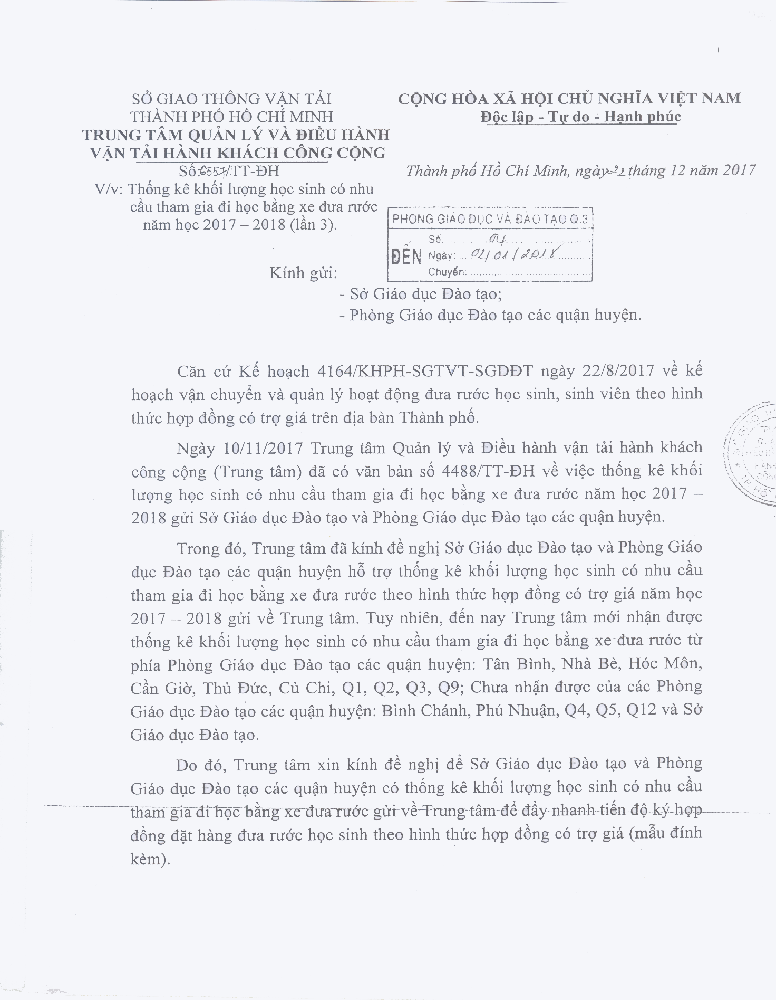 SỞ GIAO THÔNG VẬN TẢI
THÀNH PHỐ HỒ CHÍ MINH
TRUNG TÂM QUẢN LÝ VÀ ĐIỀU HÀNH
VẬN TẢI HÀNH KHÁCH CÔNG CỘNG
Số: /TT-ĐH
V/v: Thống kê khối lượng học sinh có nhu
cầu tham gia đi học bằng xe đưa rước
năm học 2017 – 2018 (lần 3).
CỘNG HÒA XÃ HỘI CHỦ NGHĨA VIỆT NAM
Độc lập - Tự do - Hạnh phúc
Thành phố Hồ Chí Minh, ngày tháng 12 năm 2017
PHÒNG GIÁO DỤC VÀ ĐÀO TẠO Q.3
ĐẾN
Số: 04
Ngày: 04/01/2018
Chuyển:
Kính gửi:
- Sở Giáo dục Đào tạo;
- Phòng Giáo dục Đào tạo các quận huyện.
Căn cứ Kế hoạch 4164/KHPH-SGTVT-SGDĐT ngày 22/8/2017 về kế
hoạch vận chuyển và quản lý hoạt động đưa rước học sinh, sinh viên theo hình
thức hợp đồng có trợ giá trên địa bàn Thành phố.
Ngày 10/11/2017 Trung tâm Quản lý và Điều hành vận tải hành khách
công cộng (Trung tâm) đã có văn bản số 4488/TT-ĐH về việc thống kê khối
lượng học sinh có nhu cầu tham gia đi học bằng xe đưa rước năm học 2017 –
2018 gửi Sở Giáo dục Đào tạo và Phòng Giáo dục Đào tạo các quận huyện.
Trong đó, Trung tâm đã kính đề nghị Sở Giáo dục Đào tạo và Phòng Giáo
dục Đào tạo các quận huyện hỗ trợ thống kê khối lượng học sinh có nhu cầu
tham gia đi học bằng xe đưa rước theo hình thức hợp đồng có trợ giá năm học
2017 – 2018 gửi về Trung tâm. Tuy nhiên, đến nay Trung tâm mới nhận được
thống kê khối lượng học sinh có nhu cầu tham gia đi học bằng xe đưa rước từ
phía Phòng Giáo dục Đào tạo các quận huyện: Tân Bình, Nhà Bè, Hóc Môn,
Cần Giờ, Thủ Đức, Củ Chi, Q1, Q2, Q3, Q9; Chưa nhận được của các Phòng
Giáo dục Đào tạo các quận huyện: Bình Chánh, Phú Nhuận, Q4, Q5, Q12 và Sở
Giáo dục Đào tạo.
Do đó, Trung tâm xin kính đề nghị để Sở Giáo dục Đào tạo và Phòng
Giáo dục Đào tạo các quận huyện có thống kê khối lượng học sinh có nhu cầu
tham gia đi học bằng xe đưa rước gửi về Trung tâm để đẩy nhanh tiến độ ký hợp
đồng đặt hàng đưa rước học sinh theo hình thức hợp đồng có trợ giá (mẫu đính
kèm).